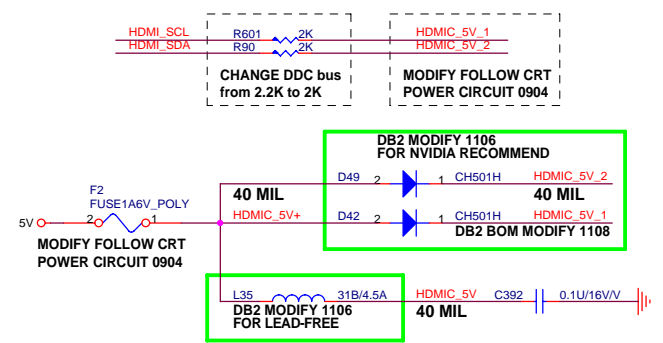 HDMI_SCL R601 2K HDMIC_5V_1
HDMI_SDA R90 2K HDMIC_5V_2
CHANGE DDC bus
from 2.2K to 2K
MODIFY FOLLOW CRT
POWER CIRCUIT 0904
DB2 MODIFY 1106
FOR NVIDIA RECOMMEND
D49 2 1 CH501H HDMIC_5V_2
40 MIL 40 MIL
F2
FUSE1A6V_POLY
5V 2 1 HDMIC_5V+ D42 2 1 CH501H HDMIC_5V_1
DB2 BOM MODIFY 1108
MODIFY FOLLOW CRT
POWER CIRCUIT 0904
L35 31B/4.5A HDMIC_5V C392 0.1U/16V/V
40 MIL
DB2 MODIFY 1106
FOR LEAD-FREE